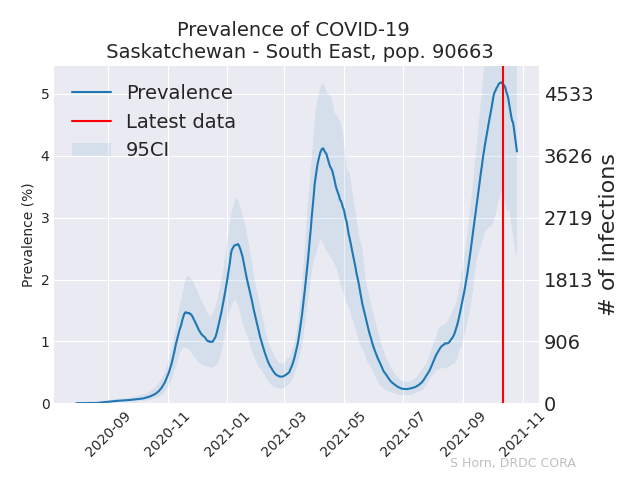 Prevalence of COVID-19
Saskatchewan - South East, pop. 90663
Prevalence
Latest data
95CI
Prevalence (%)
5
4
3
2
1
0
4533
3626
2719
1813
906
0
# of infections
2020-09
2020-11
2021-01
2021-03
2021-05
2021-07
2021-09
2021-11
S Horn, DRDC CORA